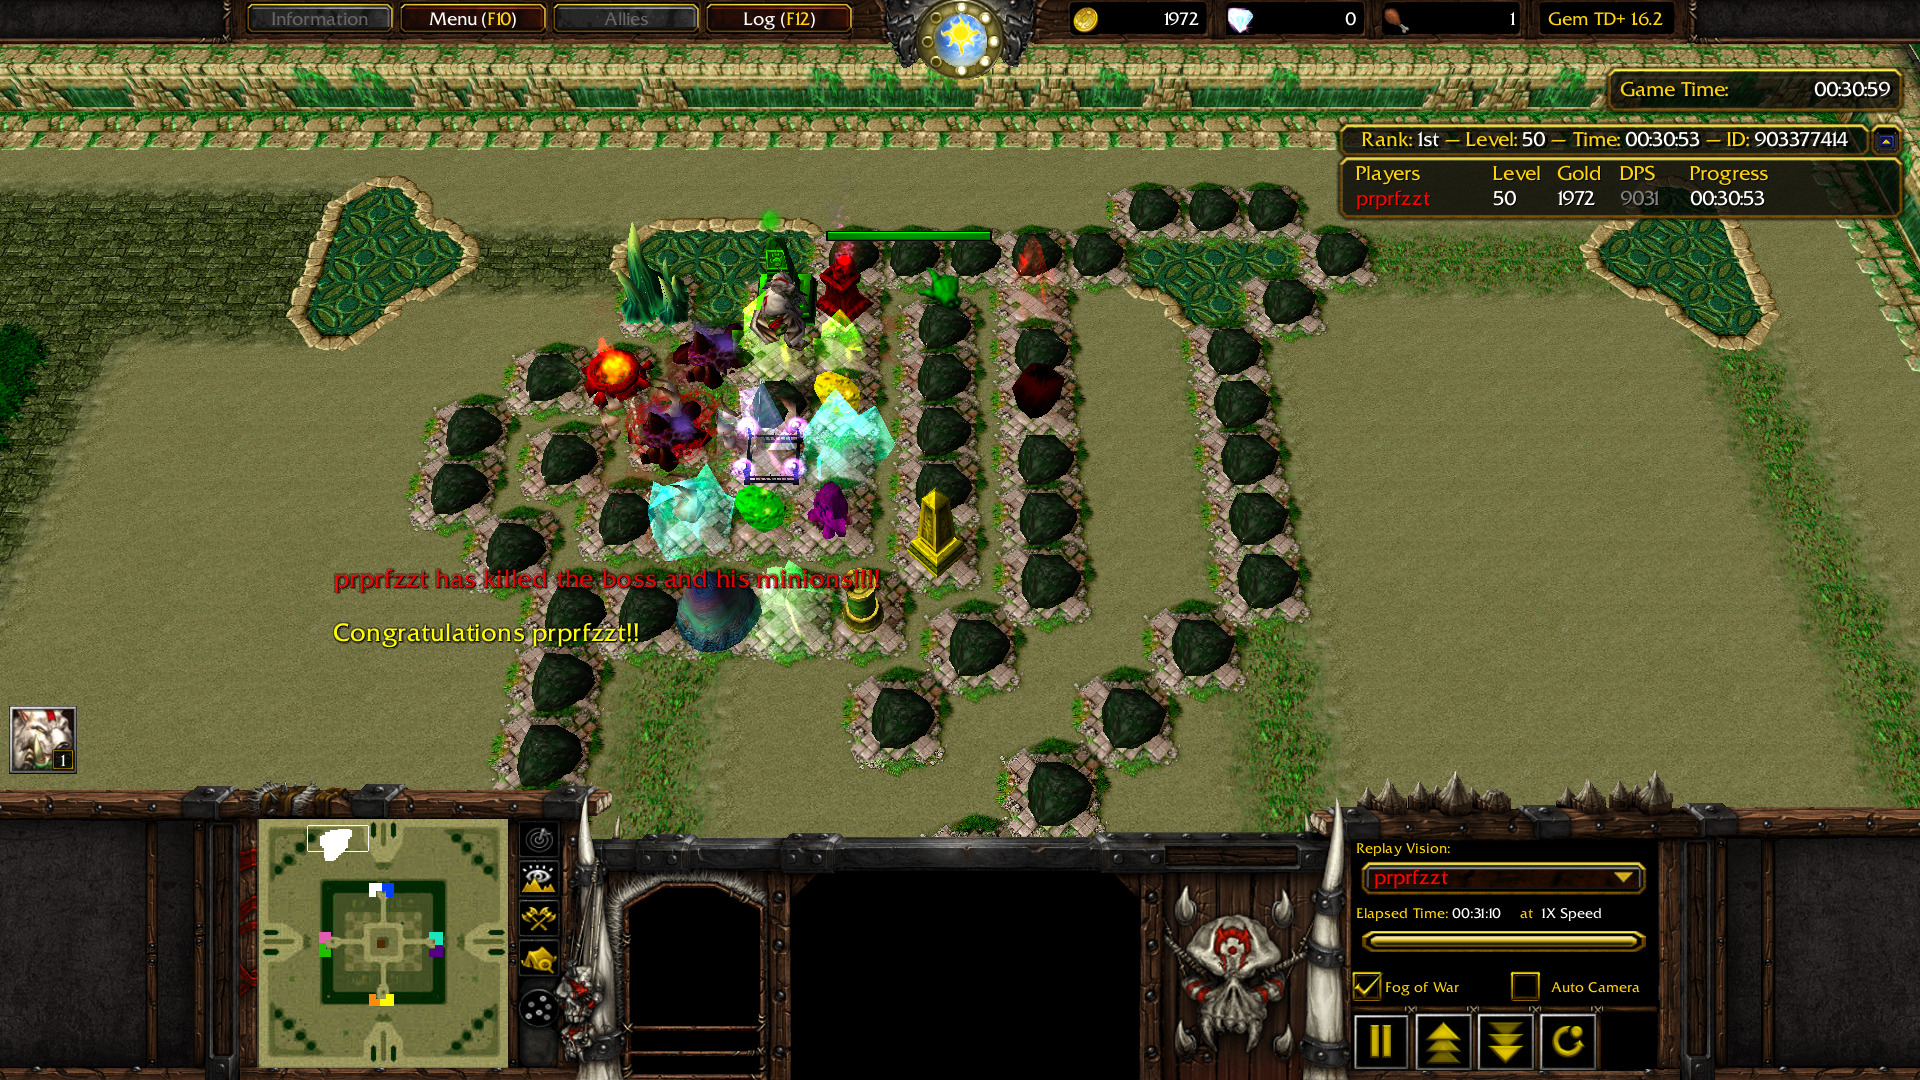 Information Menu (F10) Allies Log (F12) 1972 0 1 Gem TD+ 16.2
Game Time: 00:30:59
Rank: 1st — Level: 50 — Time: 00:30:53 — ID: 903377414
Players Level Gold DPS Progress
prprfzzt 50 1972 9031 00:30:53
prprfzzt has killed the boss and his minions!!!!
Congratulations prprfzzt!!
1
Replay Vision:
prprfzzt
Elapsed Time: 00:31:10 at 1X Speed
Fog of War Auto Camera